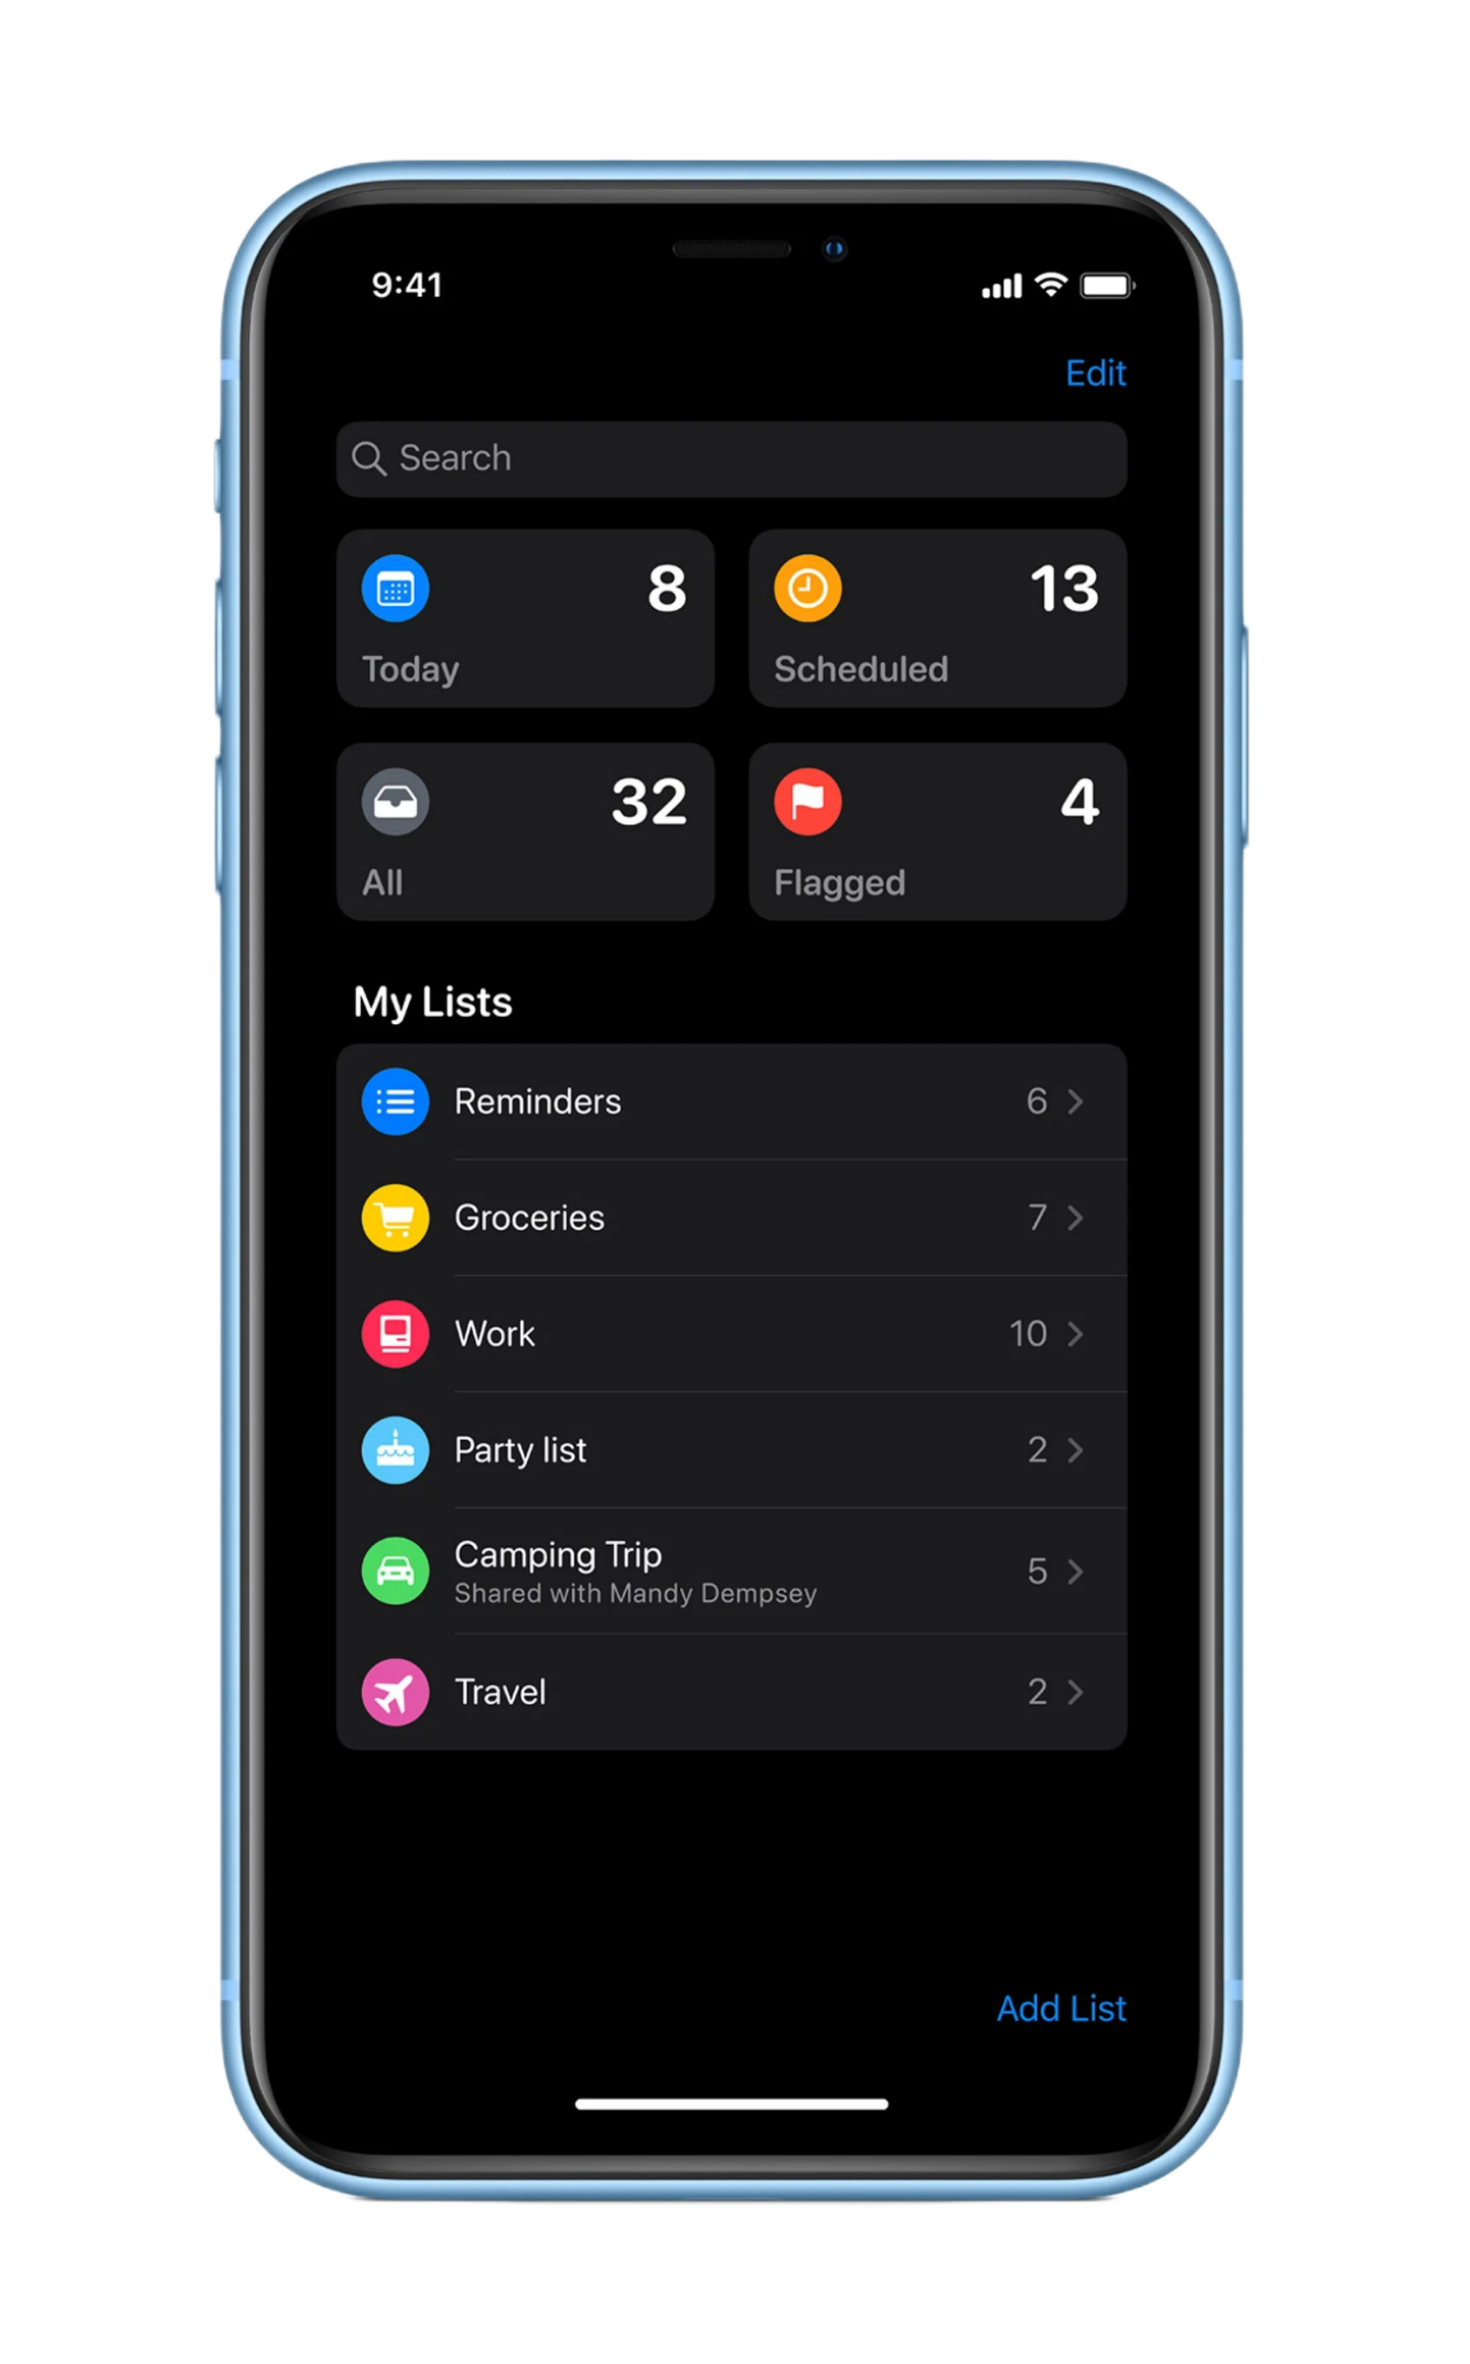 9:41
Edit
Search
8
13
Today
Scheduled
32
4
All
Flagged
My Lists
Reminders 6
Groceries 7
Work 10
Party list 2
Camping Trip
Shared with Mandy Dempsey
5
Travel 2
Add List